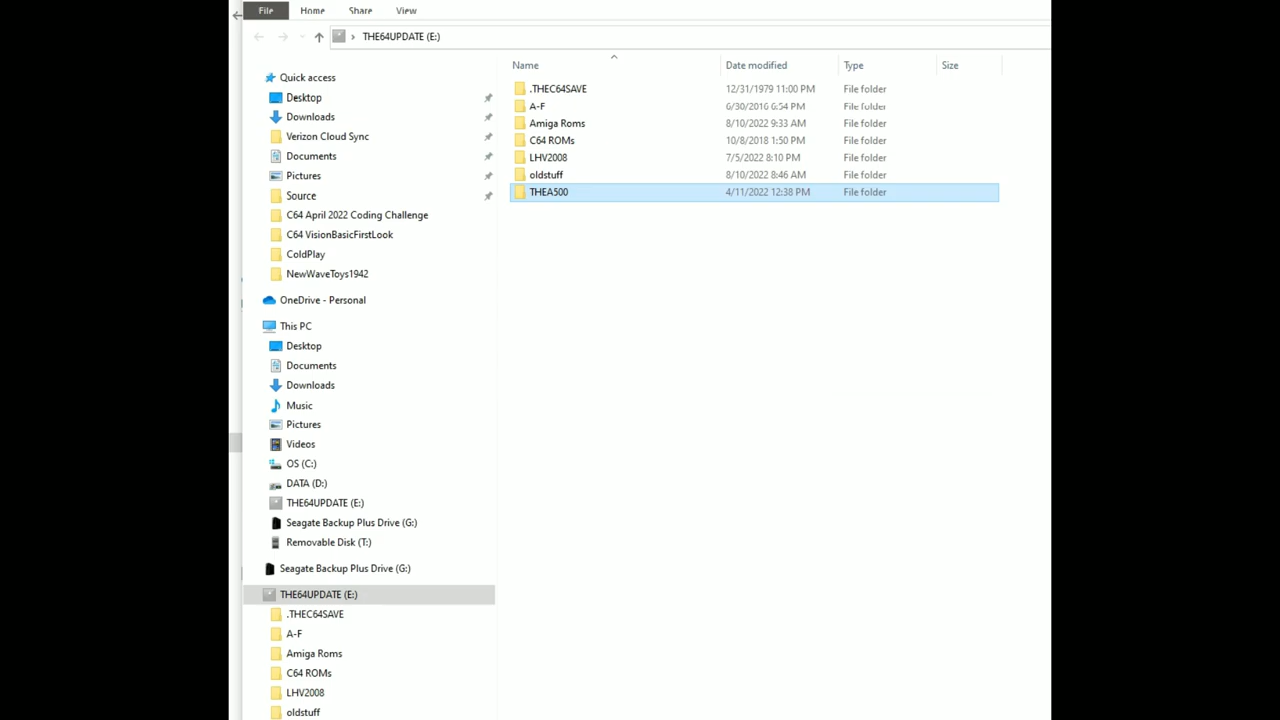 File Home Share View
THE64UPDATE (E:)
Name Date modified Type Size
.THEC64SAVE 12/31/1979 11:00 PM File folder
A-F 6/30/2016 6:54 PM File folder
Amiga Roms 8/10/2022 9:33 AM File folder
C64 ROMs 10/8/2018 1:50 PM File folder
LHV2008 7/5/2022 8:10 PM File folder
oldstuff 8/10/2022 8:46 AM File folder
THEA500 4/11/2022 12:38 PM File folder
Quick access
Desktop
Downloads
Verizon Cloud Sync
Documents
Pictures
Source
C64 April 2022 Coding Challenge
C64 VisionBasicFirstLook
ColdPlay
NewWaveToys1942
OneDrive - Personal
This PC
Desktop
Documents
Downloads
Music
Pictures
Videos
OS (C:)
DATA (D:)
THE64UPDATE (E:)
Seagate Backup Plus Drive (G:)
Removable Disk (T:)
Seagate Backup Plus Drive (G:)
THE64UPDATE (E:)
.THEC64SAVE
A-F
Amiga Roms
C64 ROMs
LHV2008
oldstuff